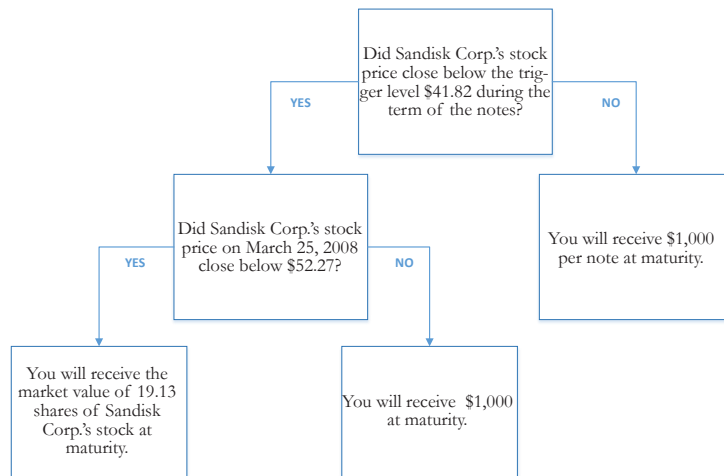 Did Sandisk Corp.'s stock
price close below the trig-
ger level $41.82 during the
term of the notes?
YES
NO
Did Sandisk Corp.'s stock
price on March 25, 2008
close below $52.27?
You will receive $1,000
per note at maturity.
YES
NO
You will receive the
market value of 19.13
shares of Sandisk
Corp.'s stock at
maturity.
You will receive $1,000
at maturity.